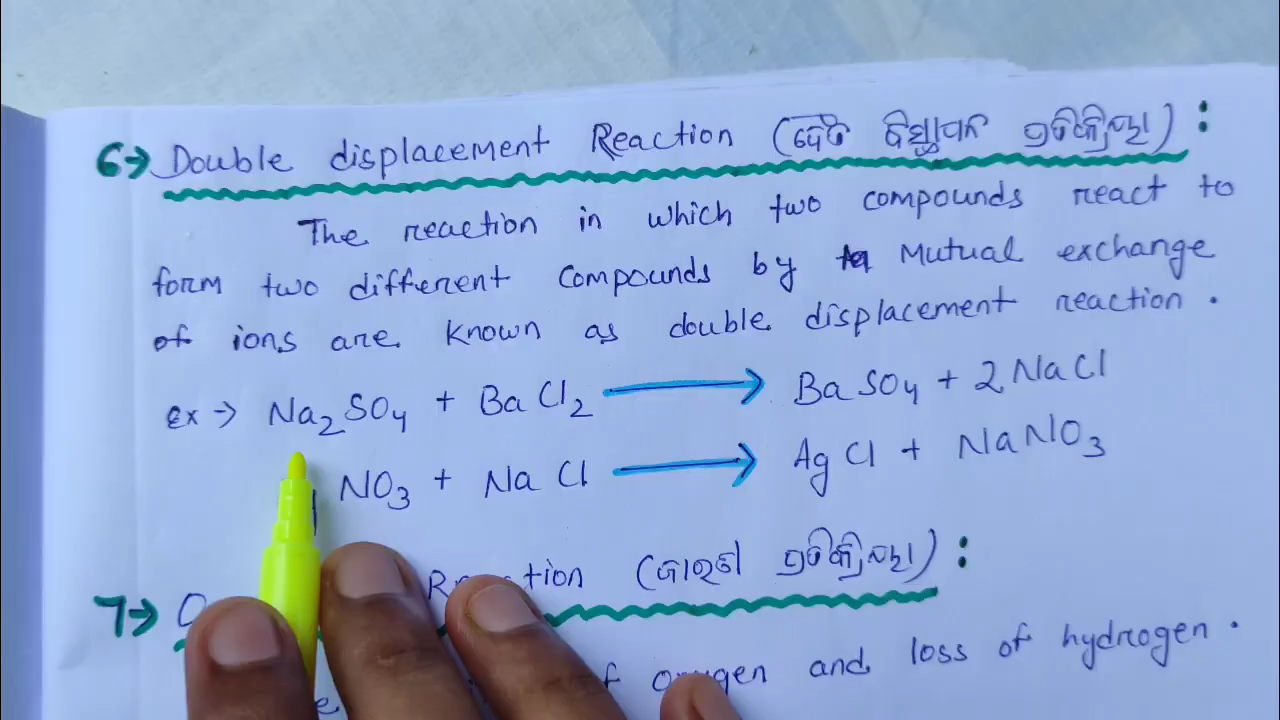 6→ Double displacement Reaction (ଦ୍ୱୈତ ବିସ୍ଥାପନ ପ୍ରତିକ୍ରିୟା) :
The reaction in which two compounds react to
form two different compounds by Mutual exchange
of ions are known as double displacement reaction.
Ex → Na₂SO₄ + BaCl₂ → BaSO₄ + 2NaCl
NO₃ + NaCl → AgCl + NaNO₃
7→ O (ଜାରଣ ପ୍ରତିକ୍ରିୟା) :
and loss of hydrogen.